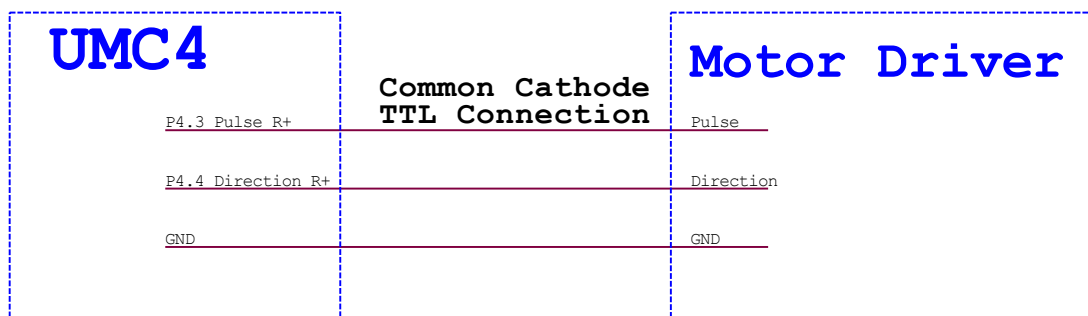 UMC4
Motor Driver
Common Cathode
TTL Connection
P4.3 Pulse R+
Pulse
P4.4 Direction R+
Direction
GND
GND